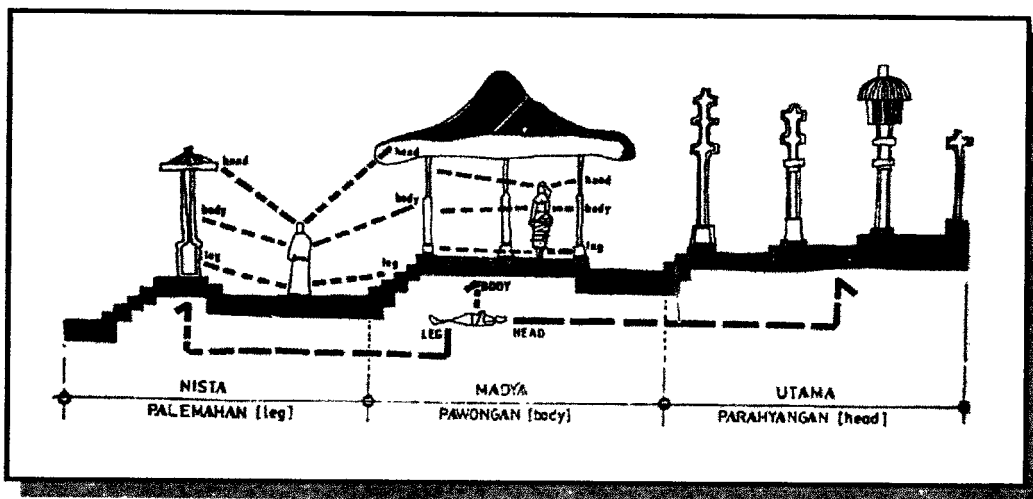 head
body
leg
head
body
leg
head
body
leg
BODY
LEG
HEAD
NISTA
MADYA
UTAMA
PALEMAHAN [leg]
PAWONGAN [body]
PARAHYANGAN [head]